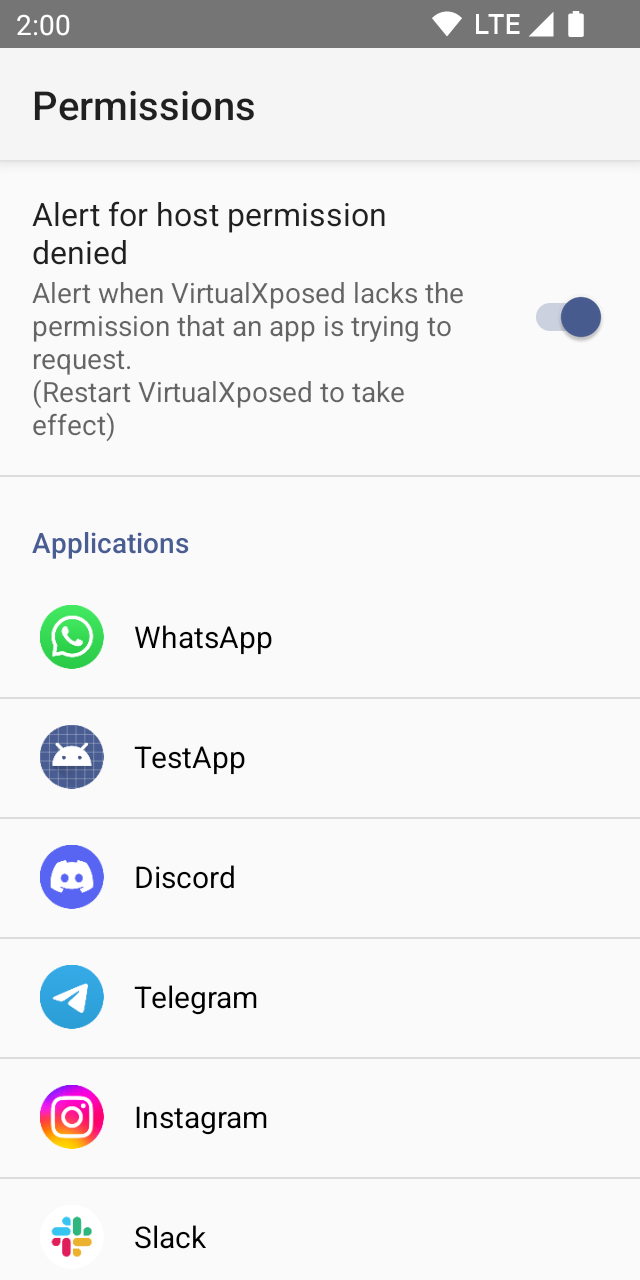 2:00 LTE
Permissions
Alert for host permission
denied
Alert when VirtualXposed lacks the
permission that an app is trying to
request.
(Restart VirtualXposed to take
effect)
Applications
WhatsApp
TestApp
Discord
Telegram
Instagram
Slack